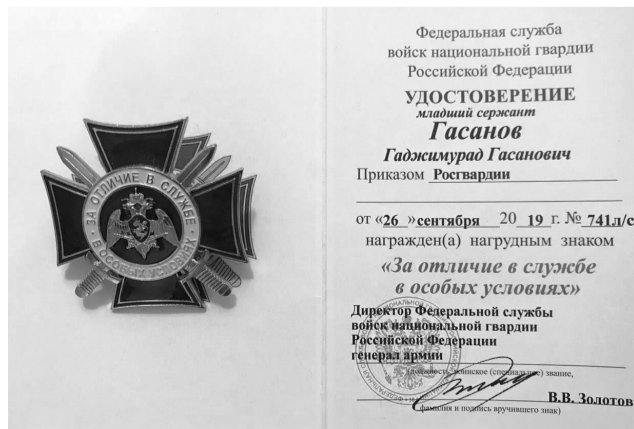 ЗА ОТЛИЧИЕ В СЛУЖБЕ
В ОСОБЫХ УСЛОВИЯХ
Федеральная служба
войск национальной гвардии
Российской Федерации
УДОСТОВЕРЕНИЕ
младший сержант
Гасанов
Гаджимурад Гасанович
Приказом Росгвардии
от «26 » сентября 20 19 г. № 741л/с
награжден(а) нагрудным знаком
«За отличие в службе
в особых условиях»
Директор Федеральной службы
войск национальной гвардии
Российской Федерации
генерал армии
(должность, воинское (специальное) звание,
В.В. Золотов
фамилия и подпись вручившего знак)